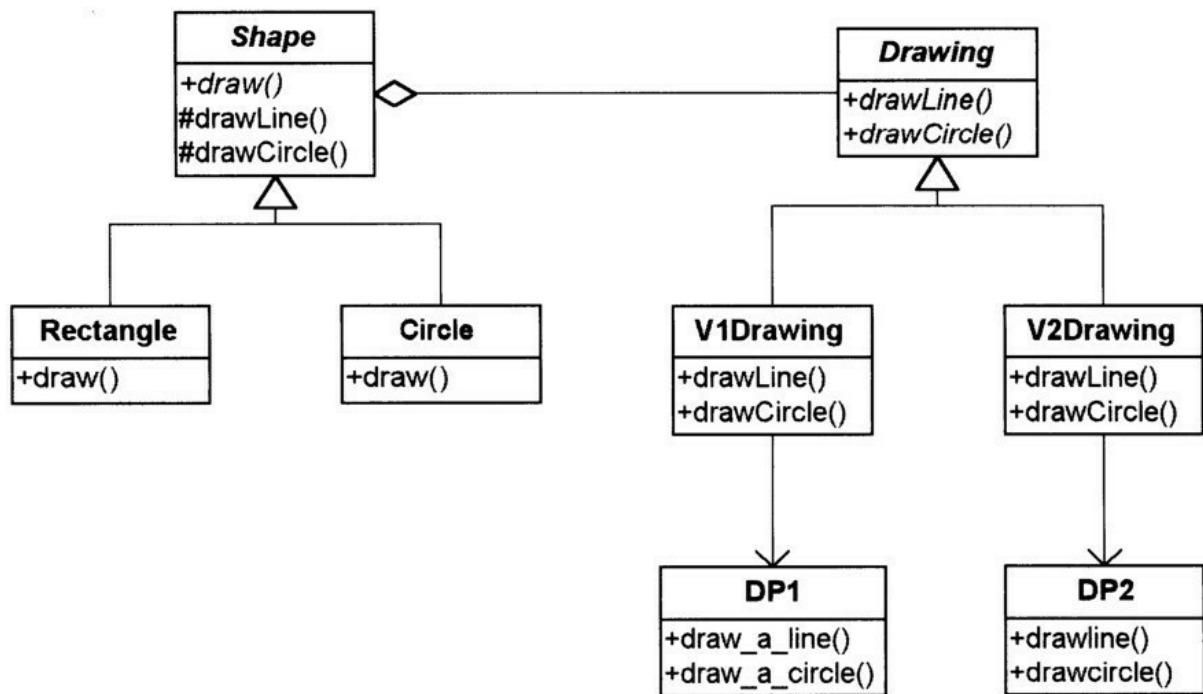 Shape
+draw()
#drawLine()
#drawCircle()
Drawing
+drawLine()
+drawCircle()
Rectangle
+draw()
Circle
+draw()
V1Drawing
+drawLine()
+drawCircle()
V2Drawing
+drawLine()
+drawCircle()
DP1
+draw_a_line()
+draw_a_circle()
DP2
+drawline()
+drawcircle()